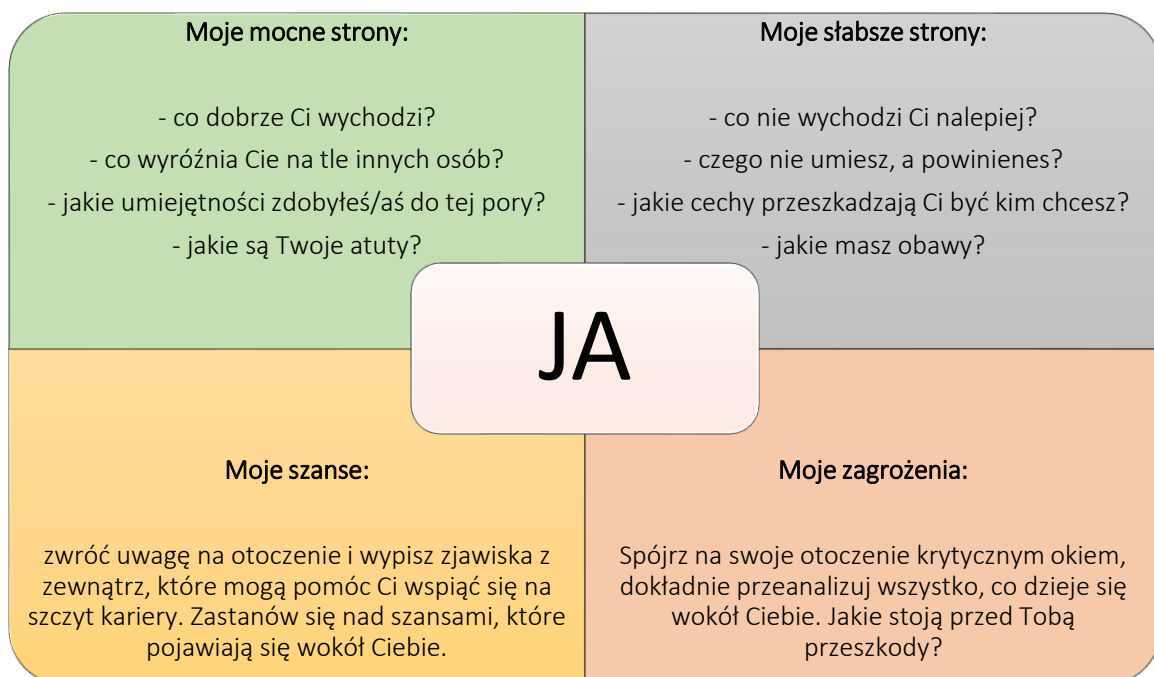 Moje mocne strony:
- co dobrze Ci wychodzi?
- co wyróżnia Cie na tle innych osób?
- jakie umiejętności zdobyłeś/aś do tej pory?
- jakie są Twoje atuty?
Moje słabsze strony:
- co nie wychodzi Ci nalepiej?
- czego nie umiesz, a powinienes?
- jakie cechy przeszkadzają Ci być kim chcesz?
- jakie masz obawy?
JA
Moje szanse:
zwróć uwagę na otoczenie i wypisz zjawiska z
zewnątrz, które mogą pomóc Ci wspiąć się na
szczyt kariery. Zastanów się nad szansami, które
pojawiają się wokół Ciebie.
Moje zagrożenia:
Spójrz na swoje otoczenie krytycznym okiem,
dokładnie przeanalizuj wszystko, co dzieje się
wokół Ciebie. Jakie stoją przed Tobą
przeszkody?